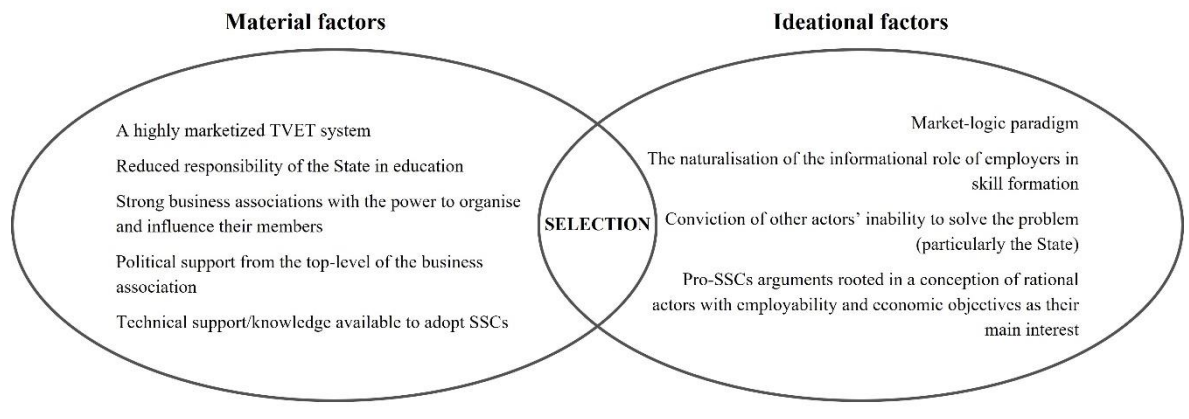 Material factors
A highly marketized TVET system
Reduced responsibility of the State in education
Strong business associations with the power to organise
and influence their members
Political support from the top-level of the business
association
Technical support/knowledge available to adopt SSCs
SELECTION
Ideational factors
Market-logic paradigm
The naturalisation of the informational role of employers in
skill formation
Conviction of other actors’ inability to solve the problem
(particularly the State)
Pro-SSCs arguments rooted in a conception of rational
actors with employability and economic objectives as their
main interest